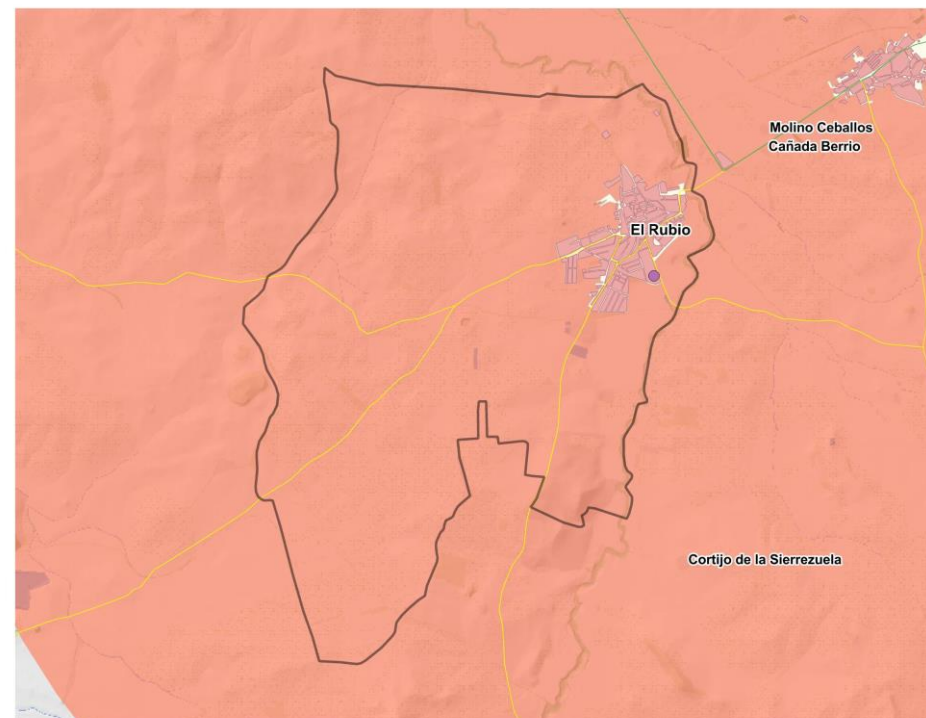 Molino Ceballos
Cañada Berrio
El Rubio
Cortijo de la Sierrezuela